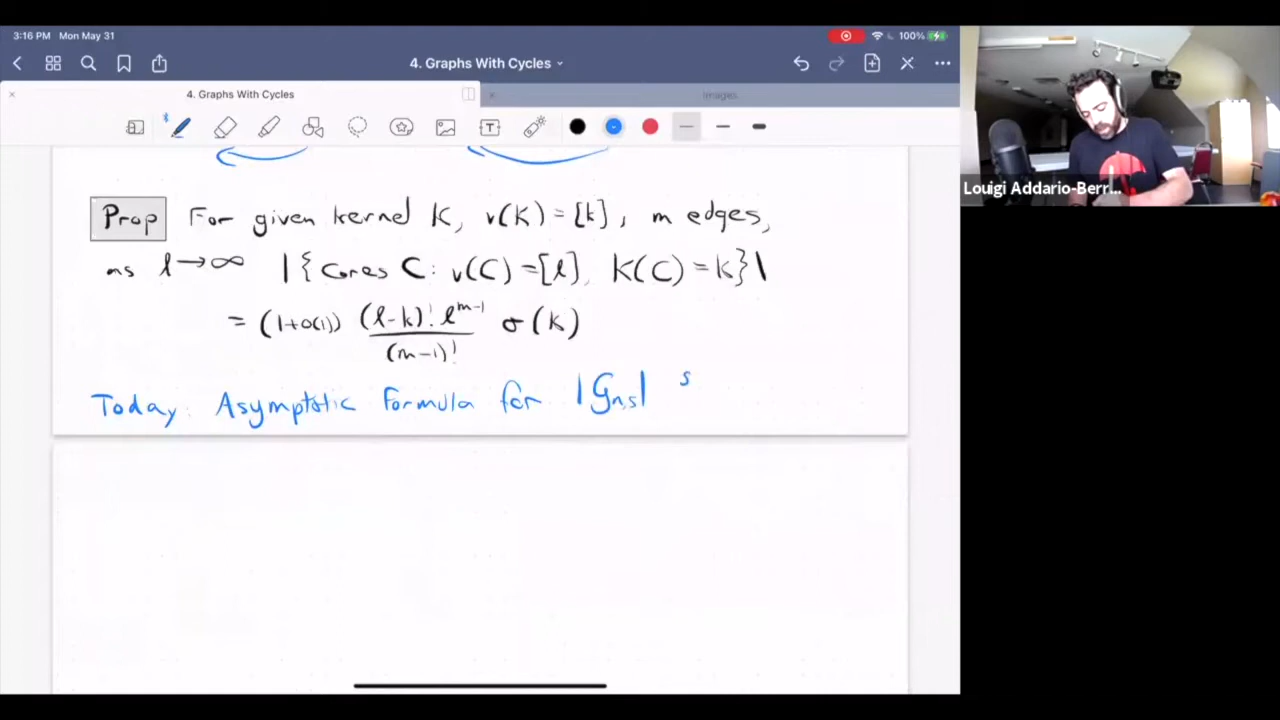 3:16 PM Mon May 31
100%
4. Graphs With Cycles
4. Graphs With Cycles
Images
T
Prop For given kernel K, v(K) = [k], m edges,
as l → ∞ |{Cores C: v(C) = [l], K(C) = K}|
= (1+o(1)) (l-k)! l^{m-1} / (m-1)! σ(K)
Today: Asymptotic Formula for |G_{n,s}| s
Louigi Addario-Berr...